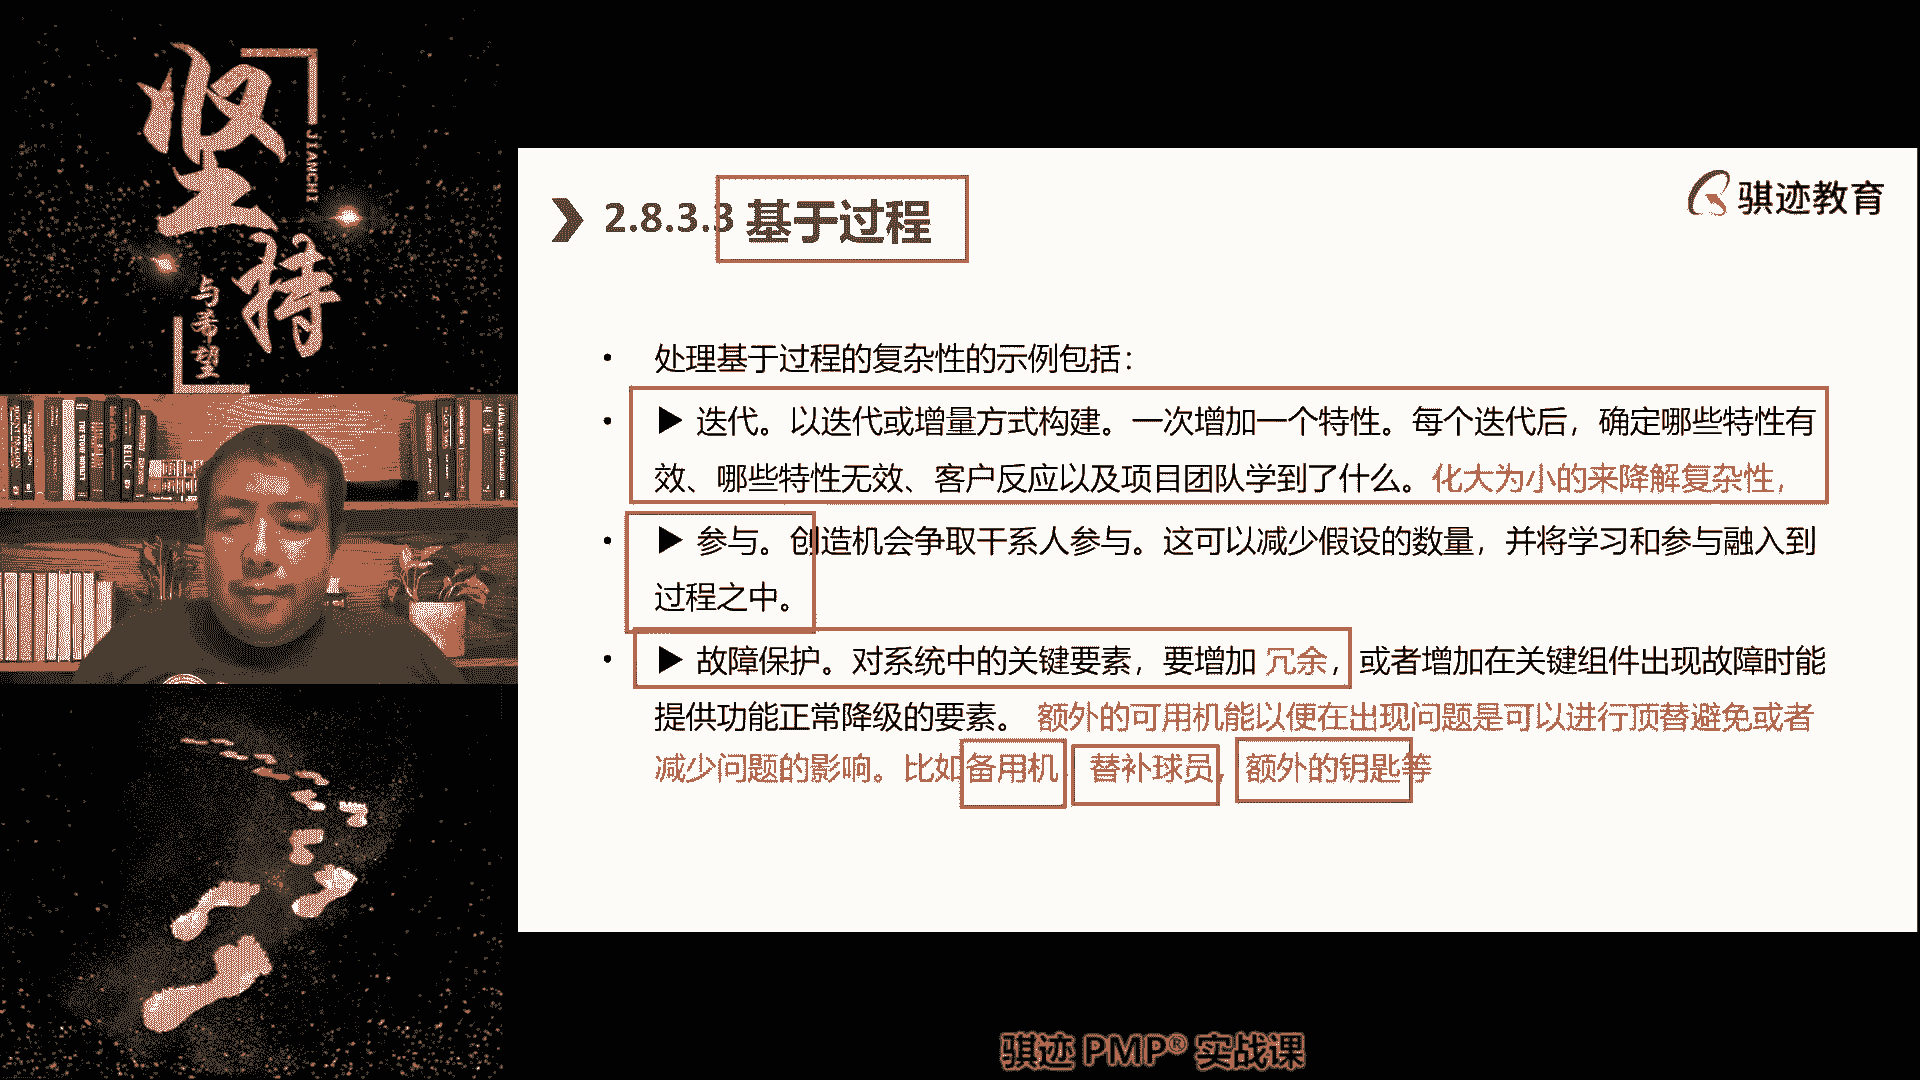 坚持
JIANCHI
与希望
骐迹教育
2.8.3.3 基于过程
• 处理基于过程的复杂性的示例包括：
• ▶ 迭代。以迭代或增量方式构建。一次增加一个特性。每个迭代后，确定哪些特性有
效、哪些特性无效、客户反应以及项目团队学到了什么。化大为小的来降解复杂性，
• ▶ 参与。创造机会争取干系人参与。这可以减少假设的数量，并将学习和参与融入到
过程之中。
• ▶ 故障保护。对系统中的关键要素，要增加 冗余，或者增加在关键组件出现故障时能
提供功能正常降级的要素。 额外的可用机能以便在出现问题是可以进行顶替避免或者
减少问题的影响。比如备用机，替补球员，额外的钥匙等
骐迹 PMP® 实战课